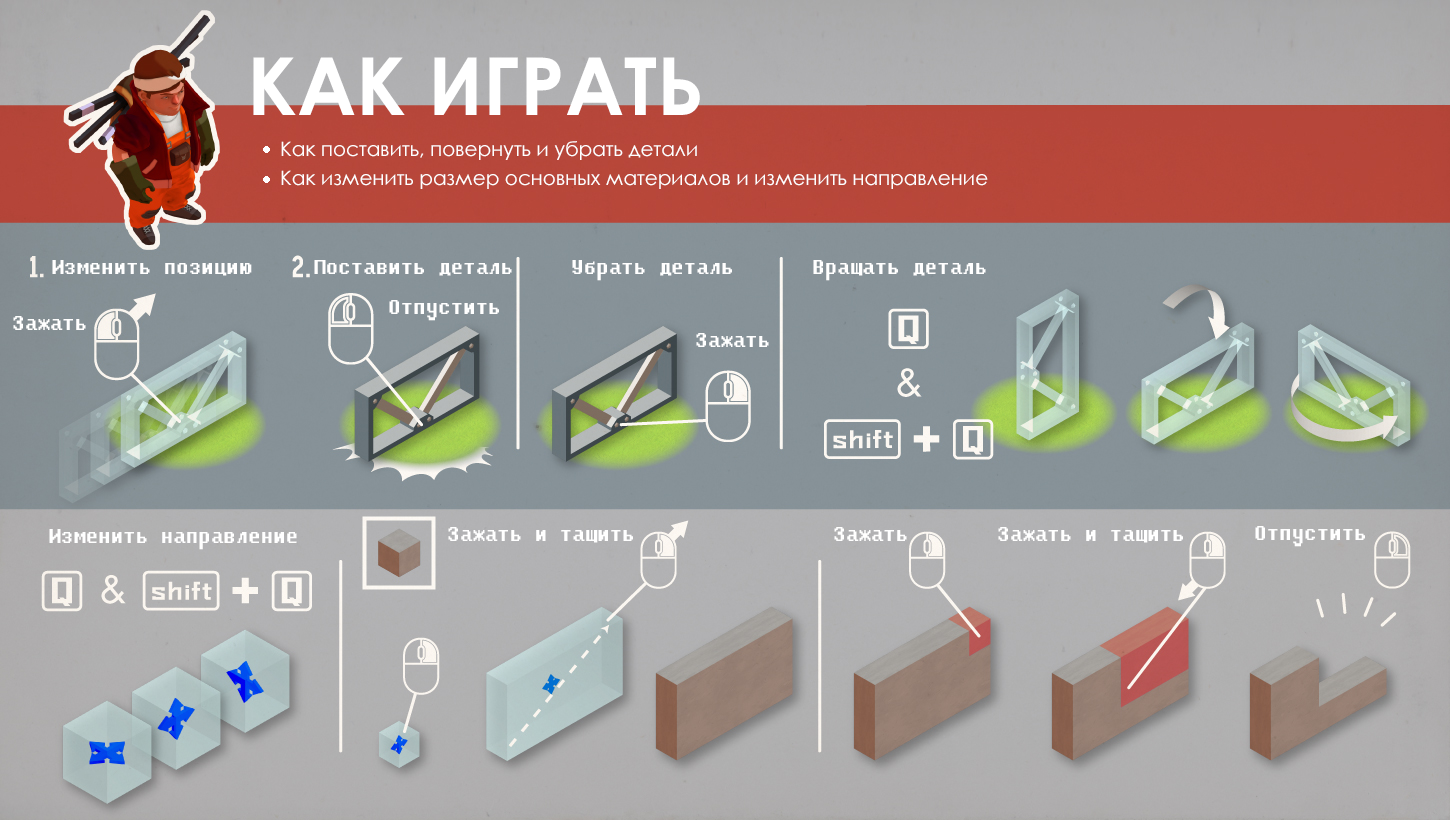 КАК ИГРАТЬ
• Как поставить, повернуть и убрать детали
• Как изменить размер основных материалов и изменить направление
1. Изменить позицию
Зажать
2. Поставить деталь
Отпустить
Убрать деталь
Зажать
Вращать деталь
Q
&
shift + Q
Изменить направление
Q & shift + Q
Зажать и тащить
Зажать
Зажать и тащить
Отпустить